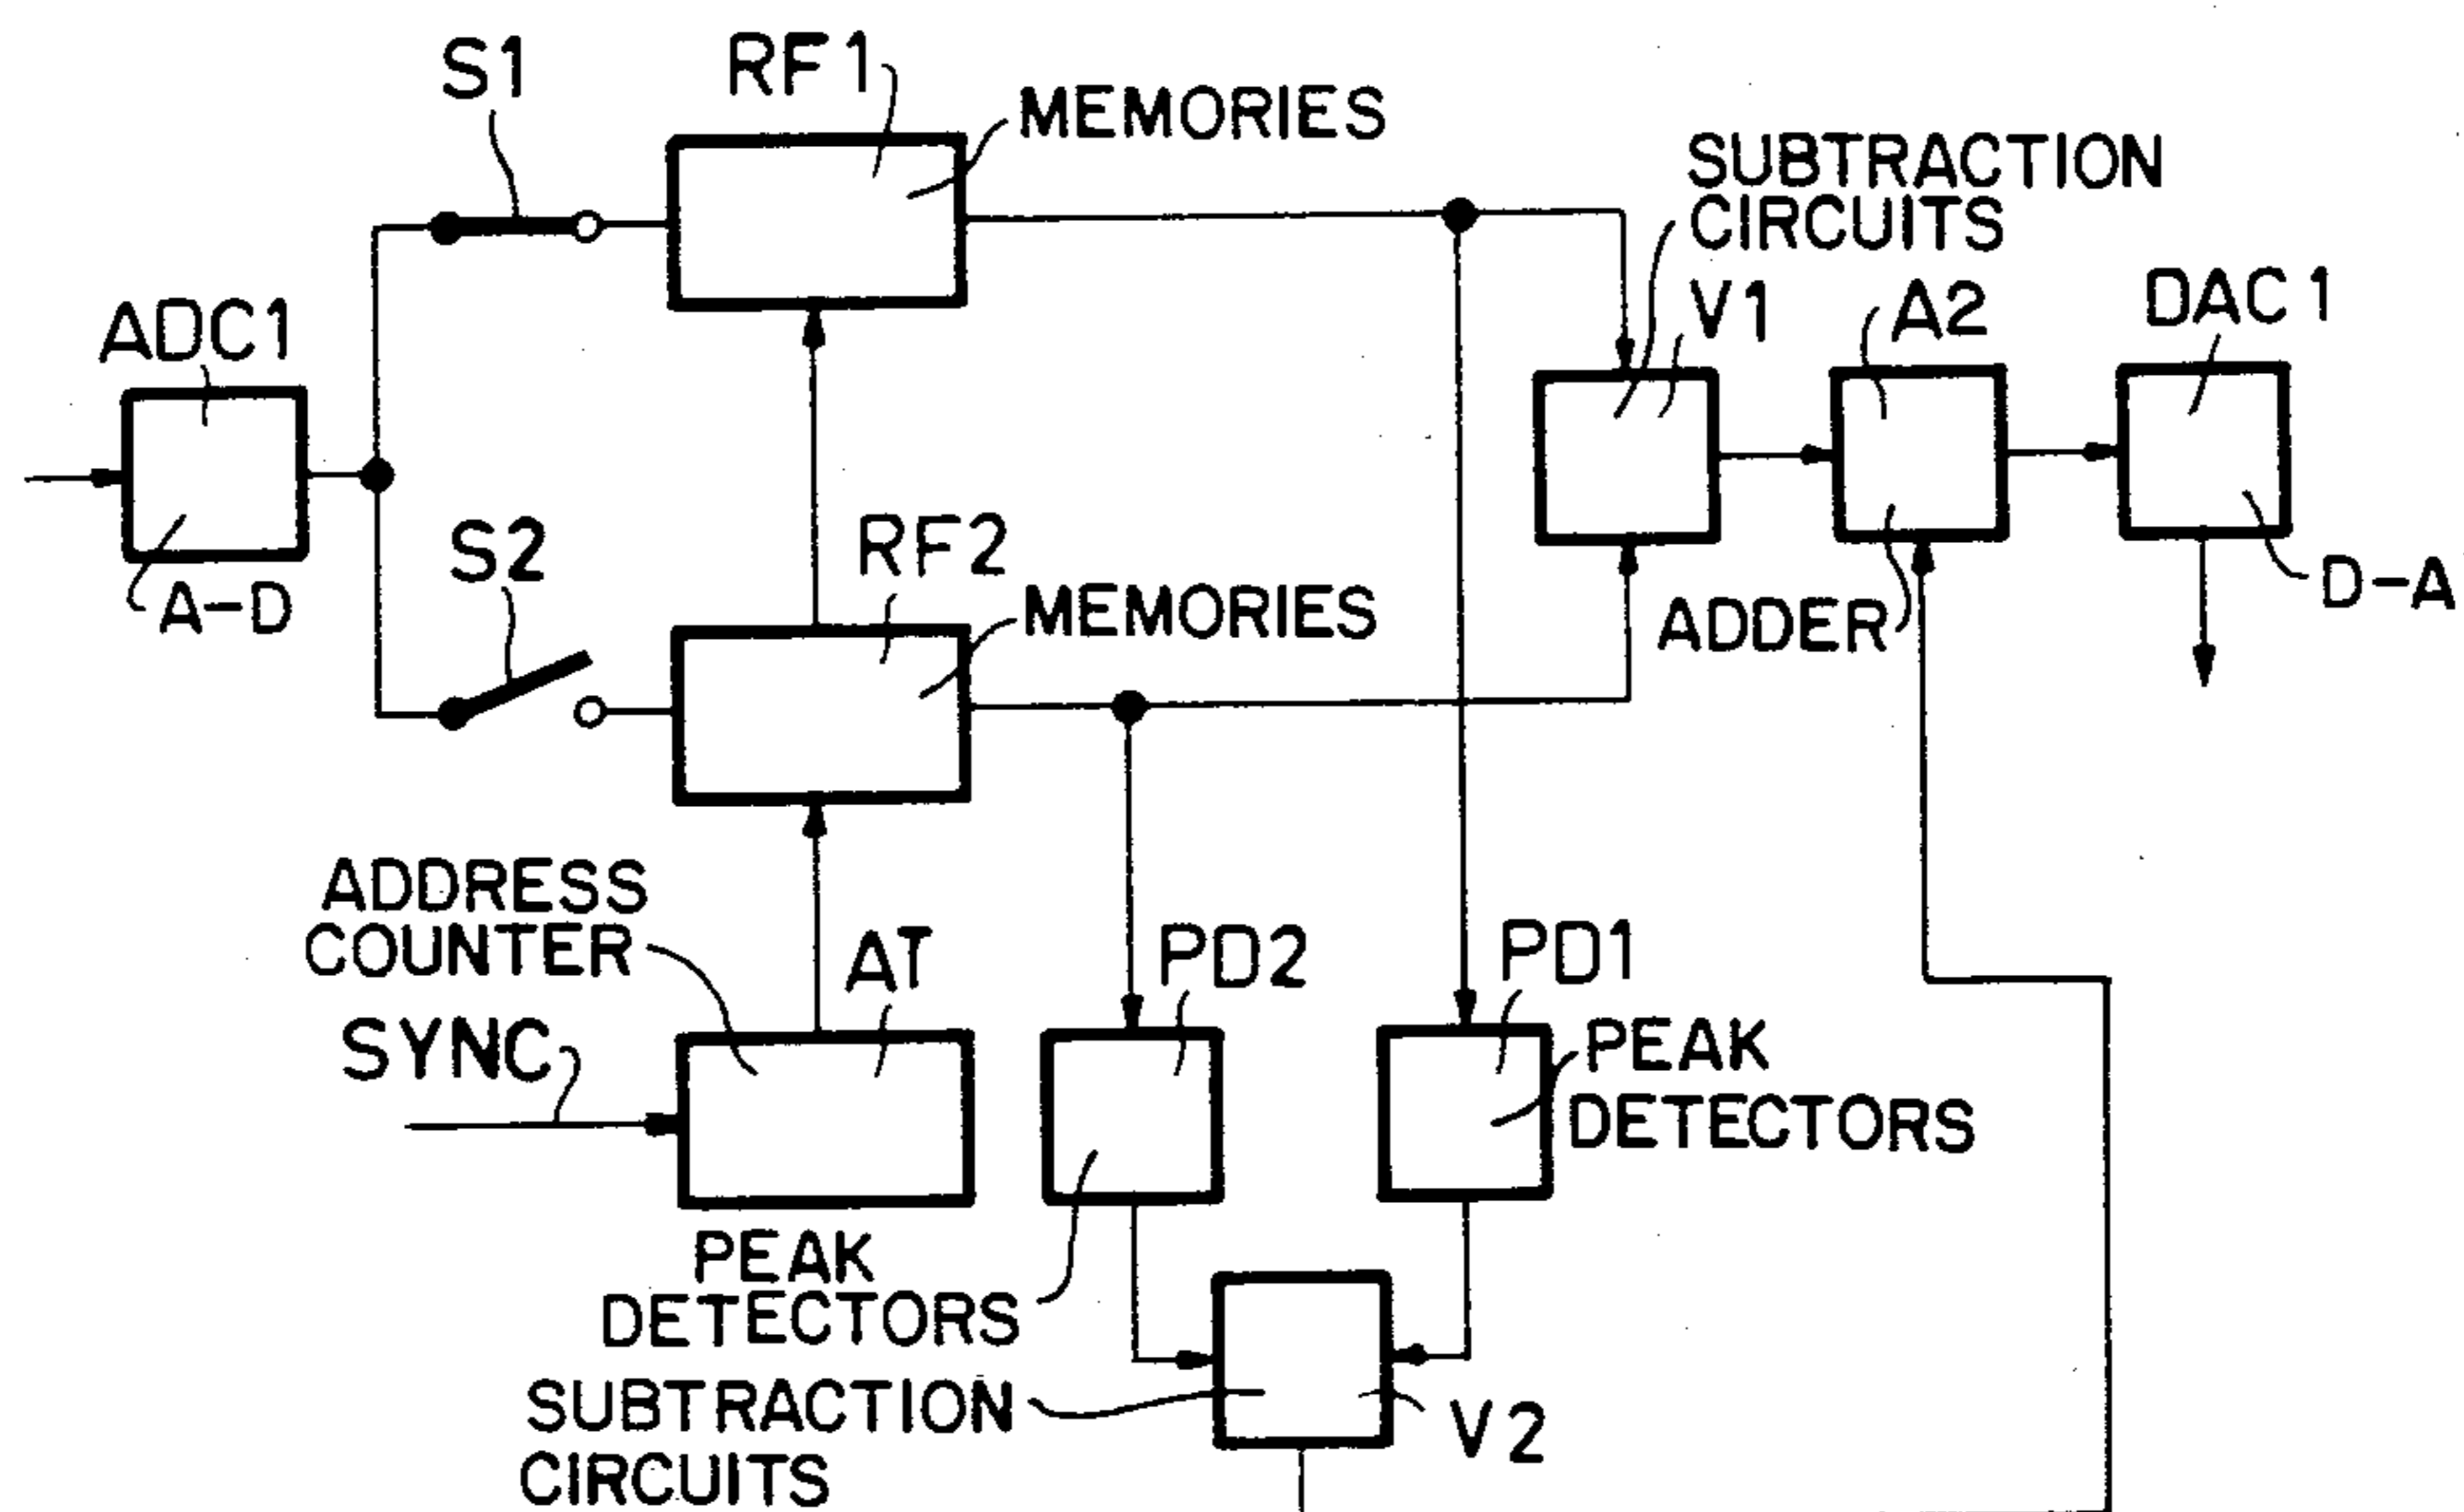 S1
RF1
MEMORIES
SUBTRACTION
CIRCUITS
V1
A2
DAC1
ADC1
A-D
S2
RF2
MEMORIES
ADDER
D-A
ADDRESS
COUNTER
AT
PD2
PD1
SYNC
PEAK
DETECTORS
PEAK
DETECTORS
SUBTRACTION
CIRCUITS
V2